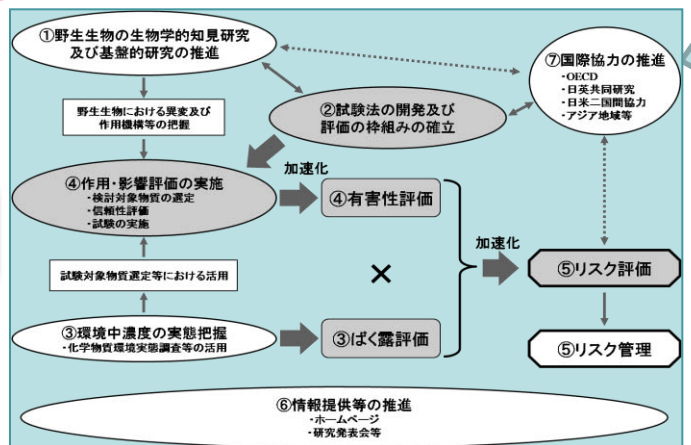 ①野生生物の生物学的知見研究
及び基盤的研究の推進
⑦国際協力の推進
・OECD
・日英共同研究
・日米二国間協力
・アジア地域等
野生生物における異変及び
作用機構等の把握
②試験法の開発及び
評価の枠組みの確立
④作用・影響評価の実施
・検討対象物質の選定
・信頼性評価
・試験の実施
加速化
④有害性評価
加速化
試験対象物質選定等における活用
×
⑤リスク評価
③環境中濃度の実態把握
・化学物質環境実態調査等の活用
③ばく露評価
⑤リスク管理
⑥情報提供等の推進
・ホームページ
・研究発表会等